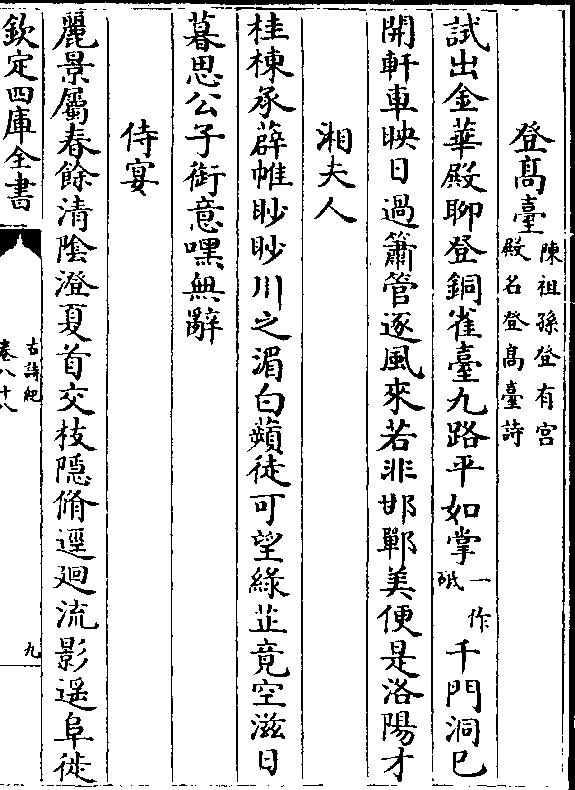 登髙臺陳祖孫登有宫殿名登髙臺詩
試出金華殿聊登銅雀臺九路平如掌一作砥千門洞巳
開軒車映日過簫管逐風來若非邯鄲美便是洛陽才
湘夫人
桂棟承薜帷眇眇川之湄白蘋徒可望綠芷竟空滋日
暮思公子銜意嘿無辭
侍宴
麗景屬春餘清陰澄夏首交枝隠脩逕廻流影遥阜徙
欽定四庫全書
古詩紀
卷八十八
九